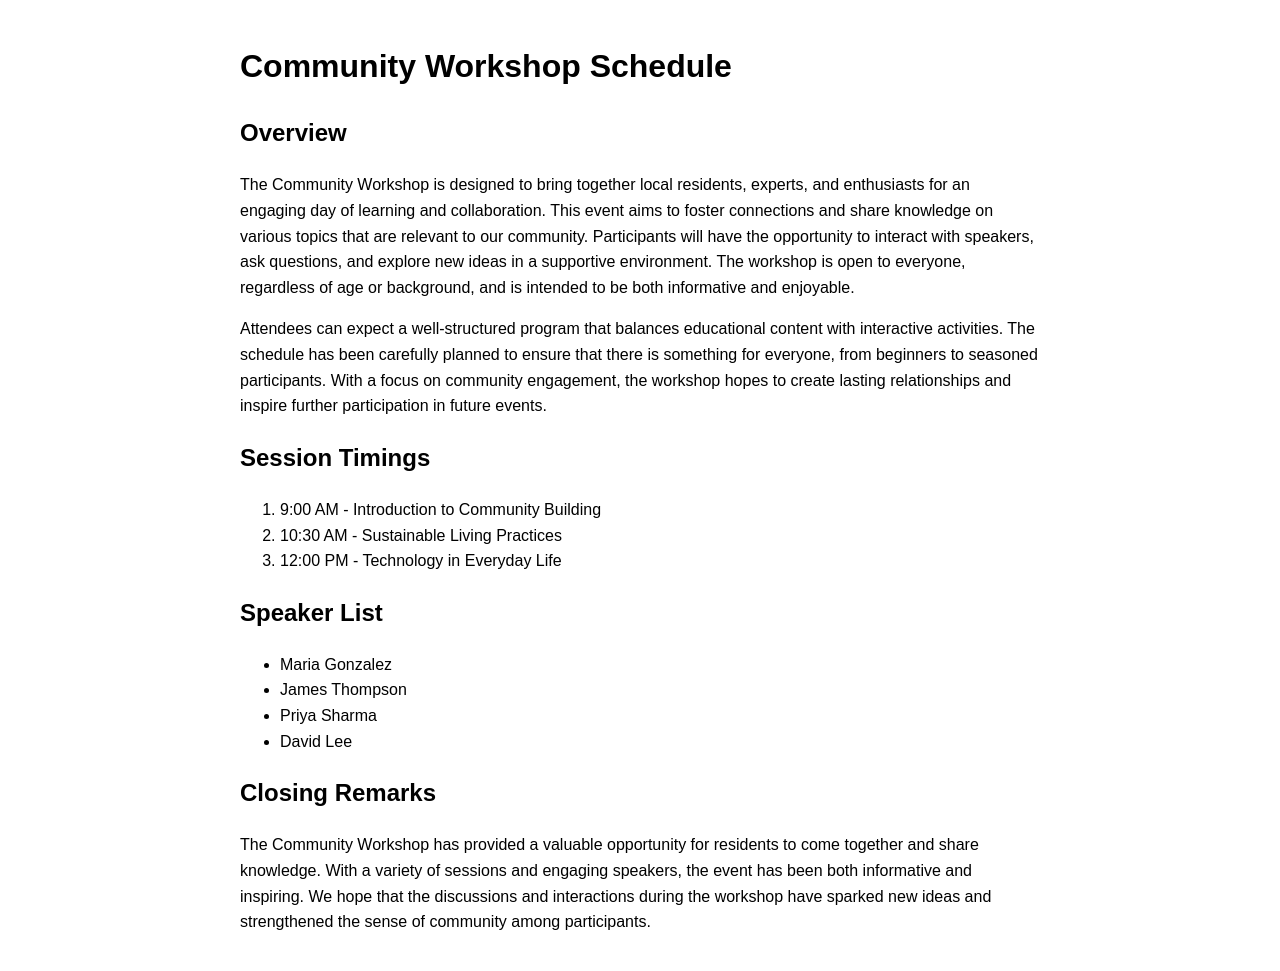 Community Workshop Schedule
Overview
The Community Workshop is designed to bring together local residents, experts, and enthusiasts for an
engaging day of learning and collaboration. This event aims to foster connections and share knowledge on
various topics that are relevant to our community. Participants will have the opportunity to interact with speakers,
ask questions, and explore new ideas in a supportive environment. The workshop is open to everyone,
regardless of age or background, and is intended to be both informative and enjoyable.
Attendees can expect a well-structured program that balances educational content with interactive activities. The
schedule has been carefully planned to ensure that there is something for everyone, from beginners to seasoned
participants. With a focus on community engagement, the workshop hopes to create lasting relationships and
inspire further participation in future events.
Session Timings
1. 9:00 AM - Introduction to Community Building
2. 10:30 AM - Sustainable Living Practices
3. 12:00 PM - Technology in Everyday Life
Speaker List
• Maria Gonzalez
• James Thompson
• Priya Sharma
• David Lee
Closing Remarks
The Community Workshop has provided a valuable opportunity for residents to come together and share
knowledge. With a variety of sessions and engaging speakers, the event has been both informative and
inspiring. We hope that the discussions and interactions during the workshop have sparked new ideas and
strengthened the sense of community among participants.